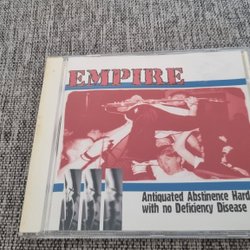 EMPIRE
Antiquated Abstinence Hard
with no Deficiency Disease